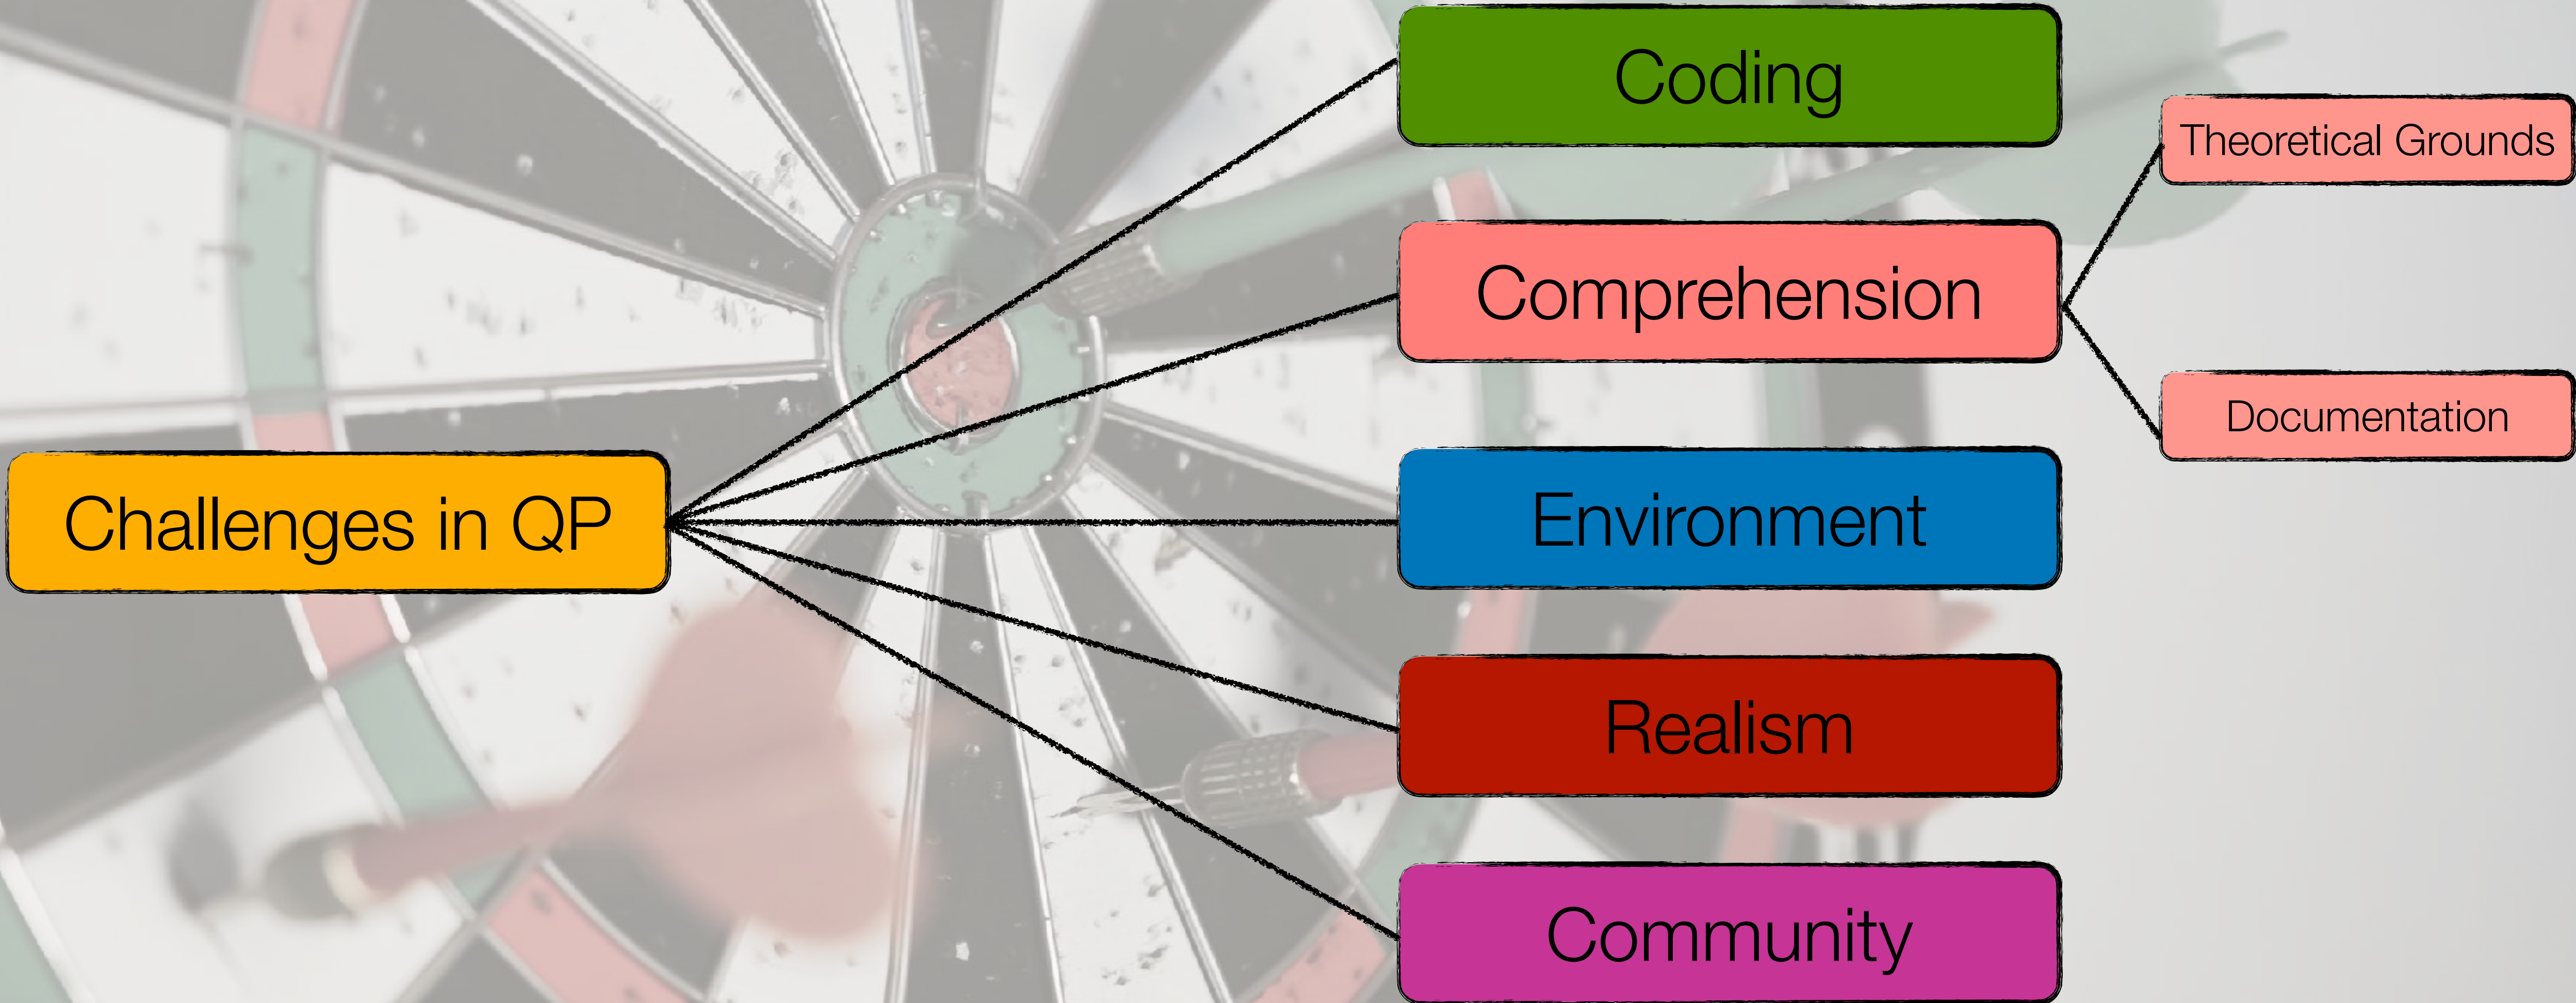 Challenges in QP
Coding
Comprehension
Theoretical Grounds
Documentation
Environment
Realism
Community